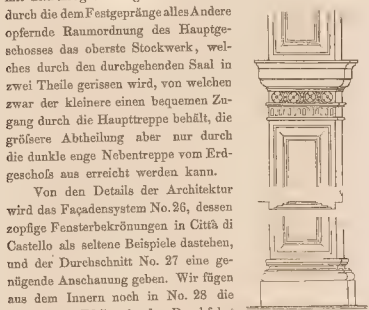 durch die dem Festgepränge alles Andere
opfernde Raumordnung des Hauptge-
schosses das oberste Stockwerk, wel-
ches durch den durchgehenden Saal in
zwei Theile gerissen wird, von welchen
zwar der kleinere einen bequemen Zu-
gang durch die Haupttreppe behält, die
gröſsere Abtheilung aber nur durch
die dunkle enge Nebentreppe vom Erd-
geschoſs aus erreicht werden kann.
Von den Details der Architektur
wird das Façadensystem No. 26, dessen
zopfige Fensterbekrönungen in Città di
Castello als seltene Beispiele dastehen,
und der Durchschnitt No. 27 eine ge-
nügende Anschauung geben. Wir fügen
aus dem Innern noch in No. 28 die